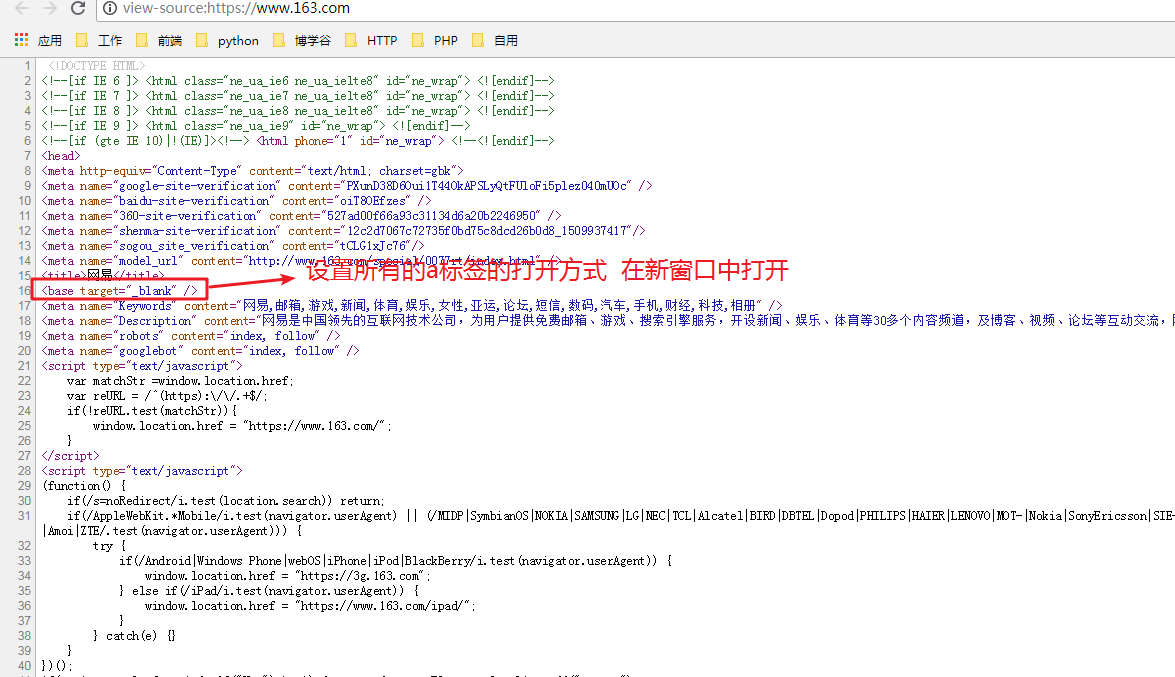 view-source:https://www.163.com
应用 工作 前端 python 博学谷 HTTP PHP 自用
1 <!DOCTYPE HTML>
2 <!--[if IE 6 ]> <html class="ne_ua_ie6 ne_ua_ielte8" id="ne_wrap"> <![endif]-->
3 <!--[if IE 7 ]> <html class="ne_ua_ie7 ne_ua_ielte8" id="ne_wrap"> <![endif]-->
4 <!--[if IE 8 ]> <html class="ne_ua_ie8 ne_ua_ielte8" id="ne_wrap"> <![endif]-->
5 <!--[if IE 9 ]> <html class="ne_ua_ie9" id="ne_wrap"> <![endif]-->
6 <!--[if (gte IE 10)|!(IE)]><!--> <html phone="1" id="ne_wrap"> <!--<![endif]-->
7 <head>
8 <meta http-equiv="Content-Type" content="text/html; charset=gbk">
9 <meta name="google-site-verification" content="PXunD38D6Oui1T44OkAPSLyQtFUloFi5plez040mUOc" />
10 <meta name="baidu-site-verification" content="oiT80Efzes" />
11 <meta name="360-site-verification" content="527ad00f66a93c31134d6a20b2246950" />
12 <meta name="shenma-site-verification" content="12c2d7067c72735f0bd75c8dcd26b0d8_1509937417"/>
13 <meta name="sogou_site_verification" content="tCLG1xJc76"/>
14 <meta name="model_url" content="http://www.163.com/special/0077rt/index.html" />
15 <title>网易</title>
设置所有的a标签的打开方式 在新窗口中打开
16 <base target="_blank" />
17 <meta name="Keywords" content="网易,邮箱,游戏,新闻,体育,娱乐,女性,亚运,论坛,短信,数码,汽车,手机,财经,科技,相册" />
18 <meta name="Description" content="网易是中国领先的互联网技术公司，为用户提供免费邮箱、游戏、搜索引擎服务，开设新闻、娱乐、体育等30多个内容频道，及博客、视频、论坛等互动交流，
19 <meta name="robots" content="index, follow" />
20 <meta name="googlebot" content="index, follow" />
21 <script type="text/javascript">
22 var matchStr =window.location.href;
23 var reURL = /^(https):\/\/.+$/;
24 if(!reURL.test(matchStr)){
25 window.location.href = "https://www.163.com/";
26 }
27 </script>
28 <script type="text/javascript">
29 (function() {
30 if(/s=noRedirect/i.test(location.search)) return;
31 if(/AppleWebKit.*Mobile/i.test(navigator.userAgent) || (/MIDP|SymbianOS|NOKIA|SAMSUNG|LG|NEC|TCL|Alcatel|BIRD|DBTEL|Dopod|PHILIPS|HAIER|LENOVO|MOT-|Nokia|SonyEricsson|SIE-
|Amoi|ZTE/.test(navigator.userAgent))) {
32 try {
33 if(/Android|Windows Phone|webOS|iPhone|iPod|BlackBerry/i.test(navigator.userAgent)) {
34 window.location.href = "https://3g.163.com";
35 } else if(/iPad/i.test(navigator.userAgent)) {
36 window.location.href = "https://www.163.com/ipad/";
37 }
38 } catch(e) {}
39 }
40 })();